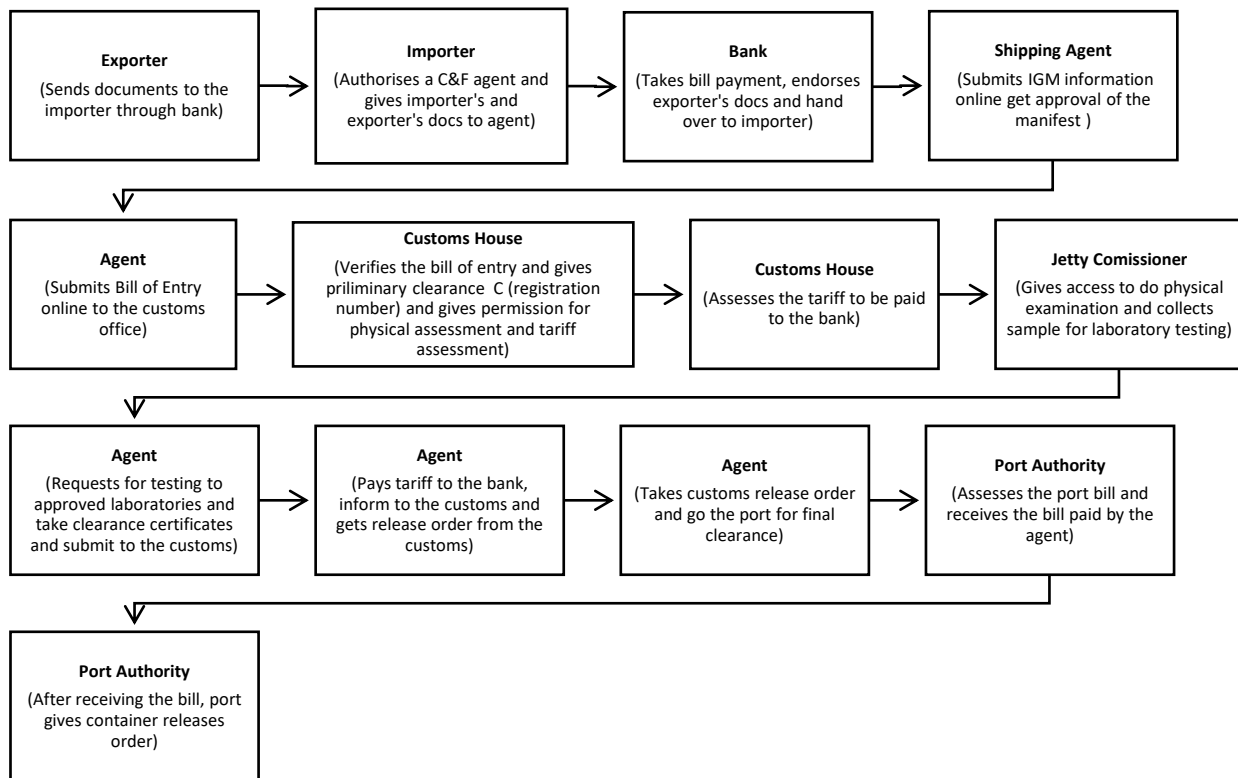 Exporter
(Sends documents to the
importer through bank)
Importer
(Authorises a C&F agent and
gives importer's and
exporter's docs to agent)
Bank
(Takes bill payment, endorses
exporter's docs and hand
over to importer)
Shipping Agent
(Submits IGM information
online get approval of the
manifest )
Agent
(Submits Bill of Entry
online to the customs
office)
Customs House
(Verifies the bill of entry and gives
priliminary clearance C (registration
number) and gives permission for
physical assessment and tariff
assessment)
Customs House
(Assesses the tariff to be paid
to the bank)
Jetty Comissioner
(Gives access to do physical
examination and collects
sample for laboratory testing)
Agent
(Requests for testing to
approved laboratories and
take clearance certificates
and submit to the customs)
Agent
(Pays tariff to the bank,
inform to the customs and
gets release order from the
customs)
Agent
(Takes customs release order
and go the port for final
clearance)
Port Authority
(Assesses the port bill and
receives the bill paid by the
agent)
Port Authority
(After receiving the bill, port
gives container releases
order)